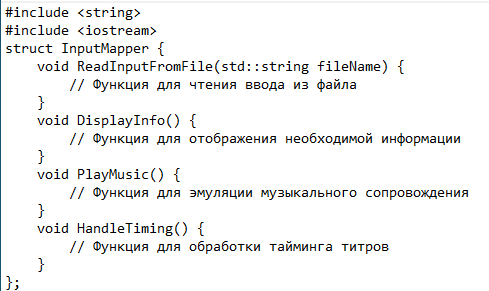 #include <string>
#include <iostream>
struct InputMapper {
    void ReadInputFromFile(std::string fileName) {
        // Функция для чтения ввода из файла
    }
    void DisplayInfo() {
        // Функция для отображения необходимой информации
    }
    void PlayMusic() {
        // Функция для эмуляции музыкального сопровождения
    }
    void HandleTiming() {
        // Функция для обработки тайминга титров
    }
};